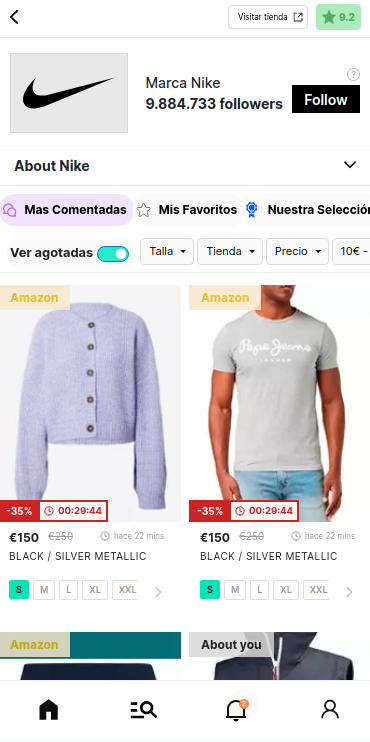 Visitar tienda
9.2
Marca Nike
9.884.733 followers
?
Follow
About Nike
Mas Comentadas
Mis Favoritos
Nuestra Selección
Ver agotadas
Talla
Tienda
Precio
10€ -
Amazon
Amazon
Pepe Jeans
LONDON
-35%
00:29:44
-35%
00:29:44
€150
€250
hace 22 mins
€150
€250
hace 22 mins
BLACK / SILVER METALLIC
BLACK / SILVER METALLIC
S
M
L
XL
XXL
S
M
L
XL
XXL
Amazon
About you
2